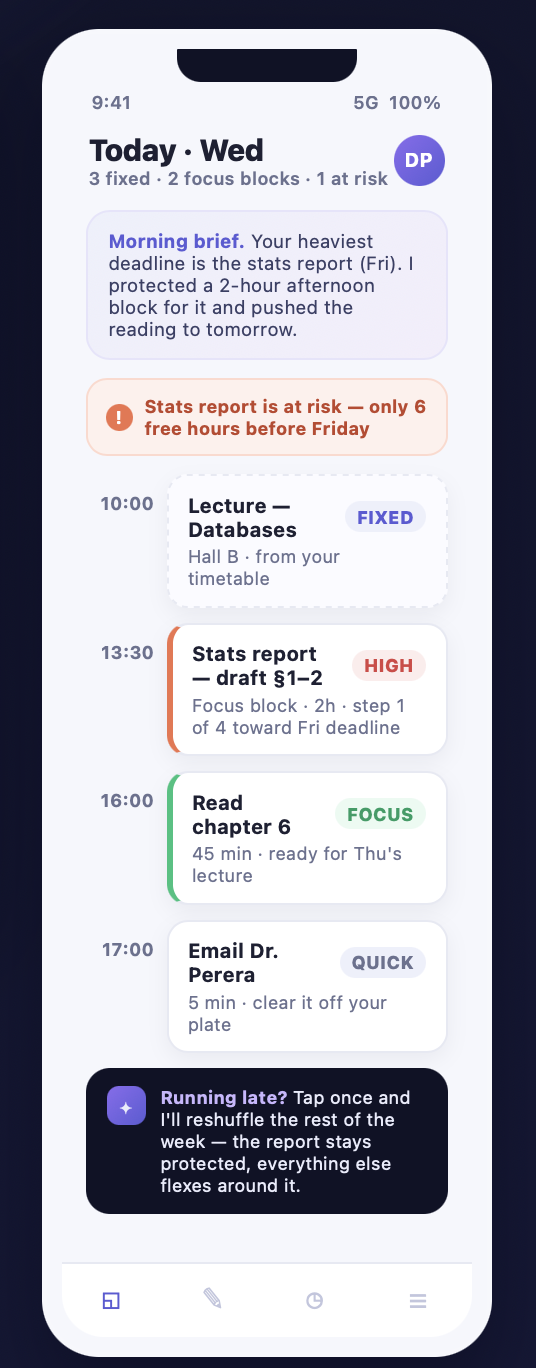 9:41 5G 100%
Today · Wed
3 fixed · 2 focus blocks · 1 at risk
DP
Morning brief. Your heaviest
deadline is the stats report (Fri). I
protected a 2-hour afternoon
block for it and pushed the
reading to tomorrow.
!
Stats report is at risk — only 6
free hours before Friday
10:00
Lecture —
Databases
FIXED
Hall B · from your
timetable
13:30
Stats report
— draft §1–2
HIGH
Focus block · 2h · step 1
of 4 toward Fri deadline
16:00
Read
chapter 6
FOCUS
45 min · ready for Thu's
lecture
17:00
Email Dr.
Perera
QUICK
5 min · clear it off your
plate
Running late? Tap once and
I'll reshuffle the rest of the
week — the report stays
protected, everything else
flexes around it.